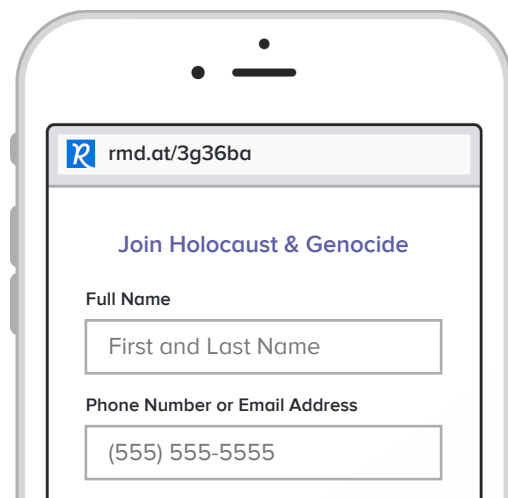 rmd.at/3g36ba
Join Holocaust & Genocide
Full Name
First and Last Name
Phone Number or Email Address
(555) 555-5555